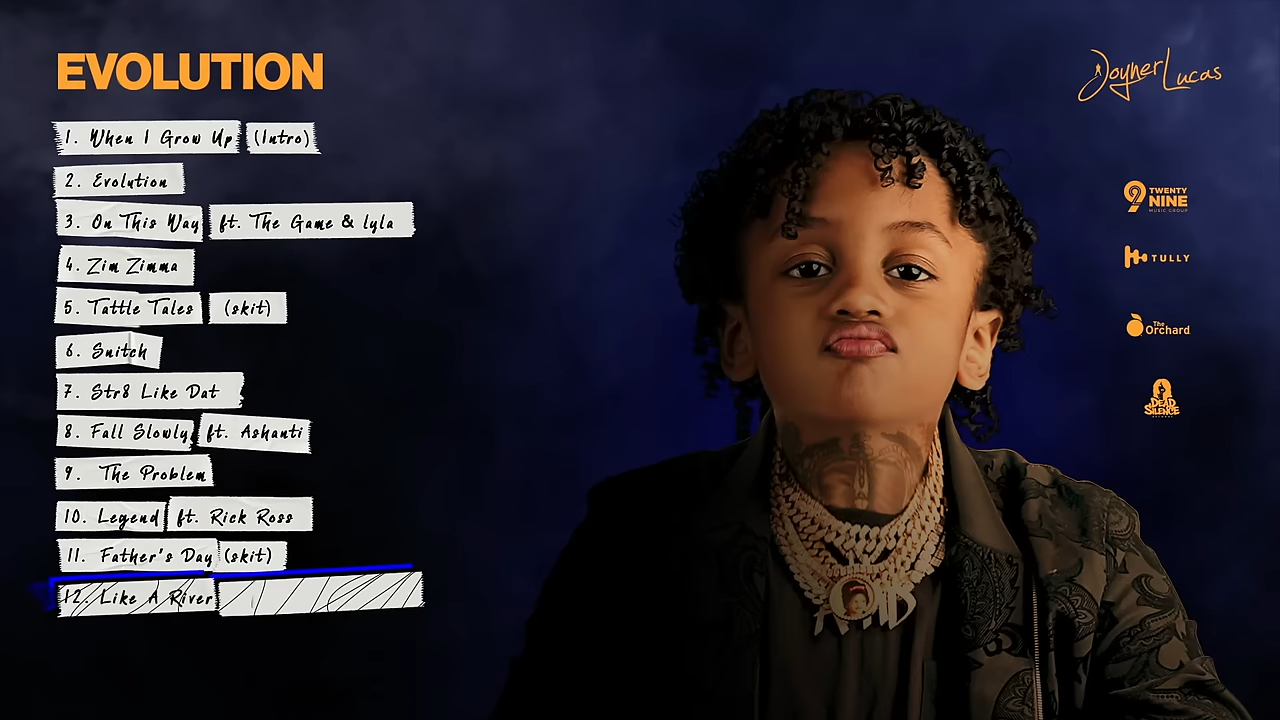 EVOLUTION
1. When I Grow Up (Intro)
2. Evolution
3. On This Way ft. The Game & lyla
4. Zim Zimma
5. Tattle Tales (skit)
6. Snitch
7. Str8 Like Dat
8. Fall Slowly ft. Ashanti
9. The Problem
10. Legend ft. Rick Ross
11. Father's Day (skit)
12. Like A River
Joyner Lucas
TWENTY
NINE
MUSIC GROUP
TULLY
The
Orchard
DEAD
SILENCE